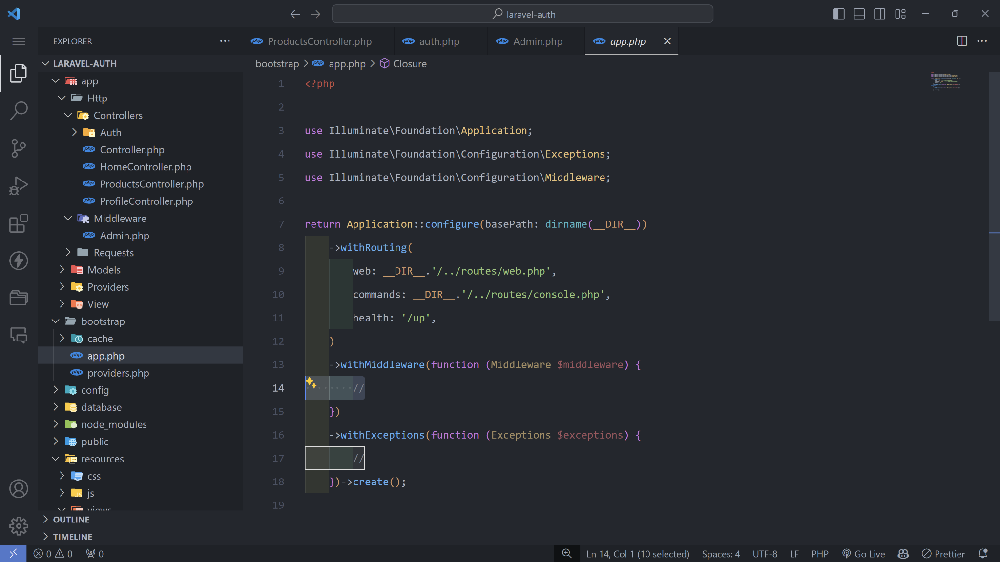 laravel-auth
EXPLORER
ProductsController.php
auth.php
Admin.php
app.php
LARAVEL-AUTH
app
Http
Controllers
Auth
Controller.php
HomeController.php
ProductsController.php
ProfileController.php
Middleware
Admin.php
Requests
Models
Providers
View
bootstrap
cache
app.php
providers.php
config
database
node_modules
public
resources
css
js
views
OUTLINE
TIMELINE
bootstrap > php app.php > Closure
1 <?php
2
3 use Illuminate\Foundation\Application;
4 use Illuminate\Foundation\Configuration\Exceptions;
5 use Illuminate\Foundation\Configuration\Middleware;
6
7 return Application::configure(basePath: dirname(__DIR__))
8 ->withRouting(
9 web: __DIR__.'/../routes/web.php',
10 commands: __DIR__.'/../routes/console.php',
11 health: '/up',
12 )
13 ->withMiddleware(function (Middleware $middleware) {
14 //
15 })
16 ->withExceptions(function (Exceptions $exceptions) {
17 //
18 })->create();
19
0 0 0 Ln 14, Col 1 (10 selected) Spaces: 4 UTF-8 LF PHP Go Live Prettier